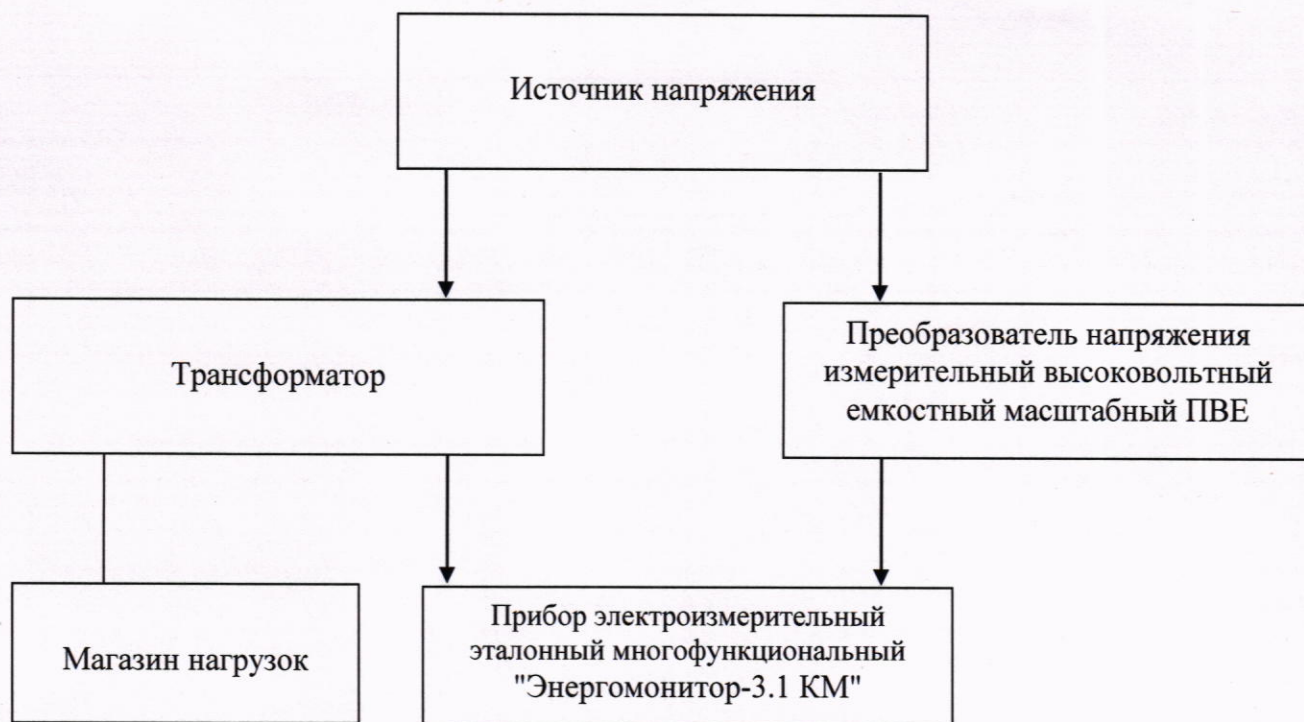 Источник напряжения
Трансформатор
Преобразователь напряжения
измерительный высоковольтный
емкостный масштабный ПВЕ
Магазин нагрузок
Прибор электроизмерительный
эталонный многофункциональный
"Энергомонитор-3.1 КМ"